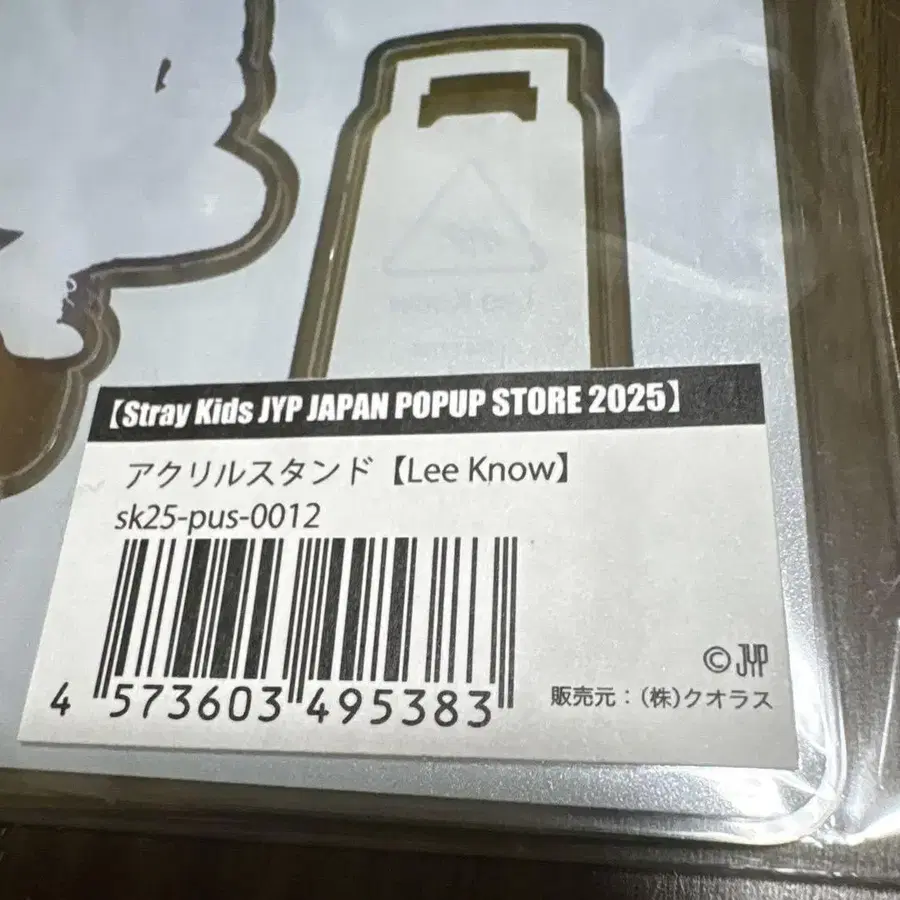 【Stray Kids JYP JAPAN POPUP STORE 2025】
アクリルスタンド【Lee Know】
sk25-pus-0012
4 573603 495383
© JYP
販売元：(株)クオラス